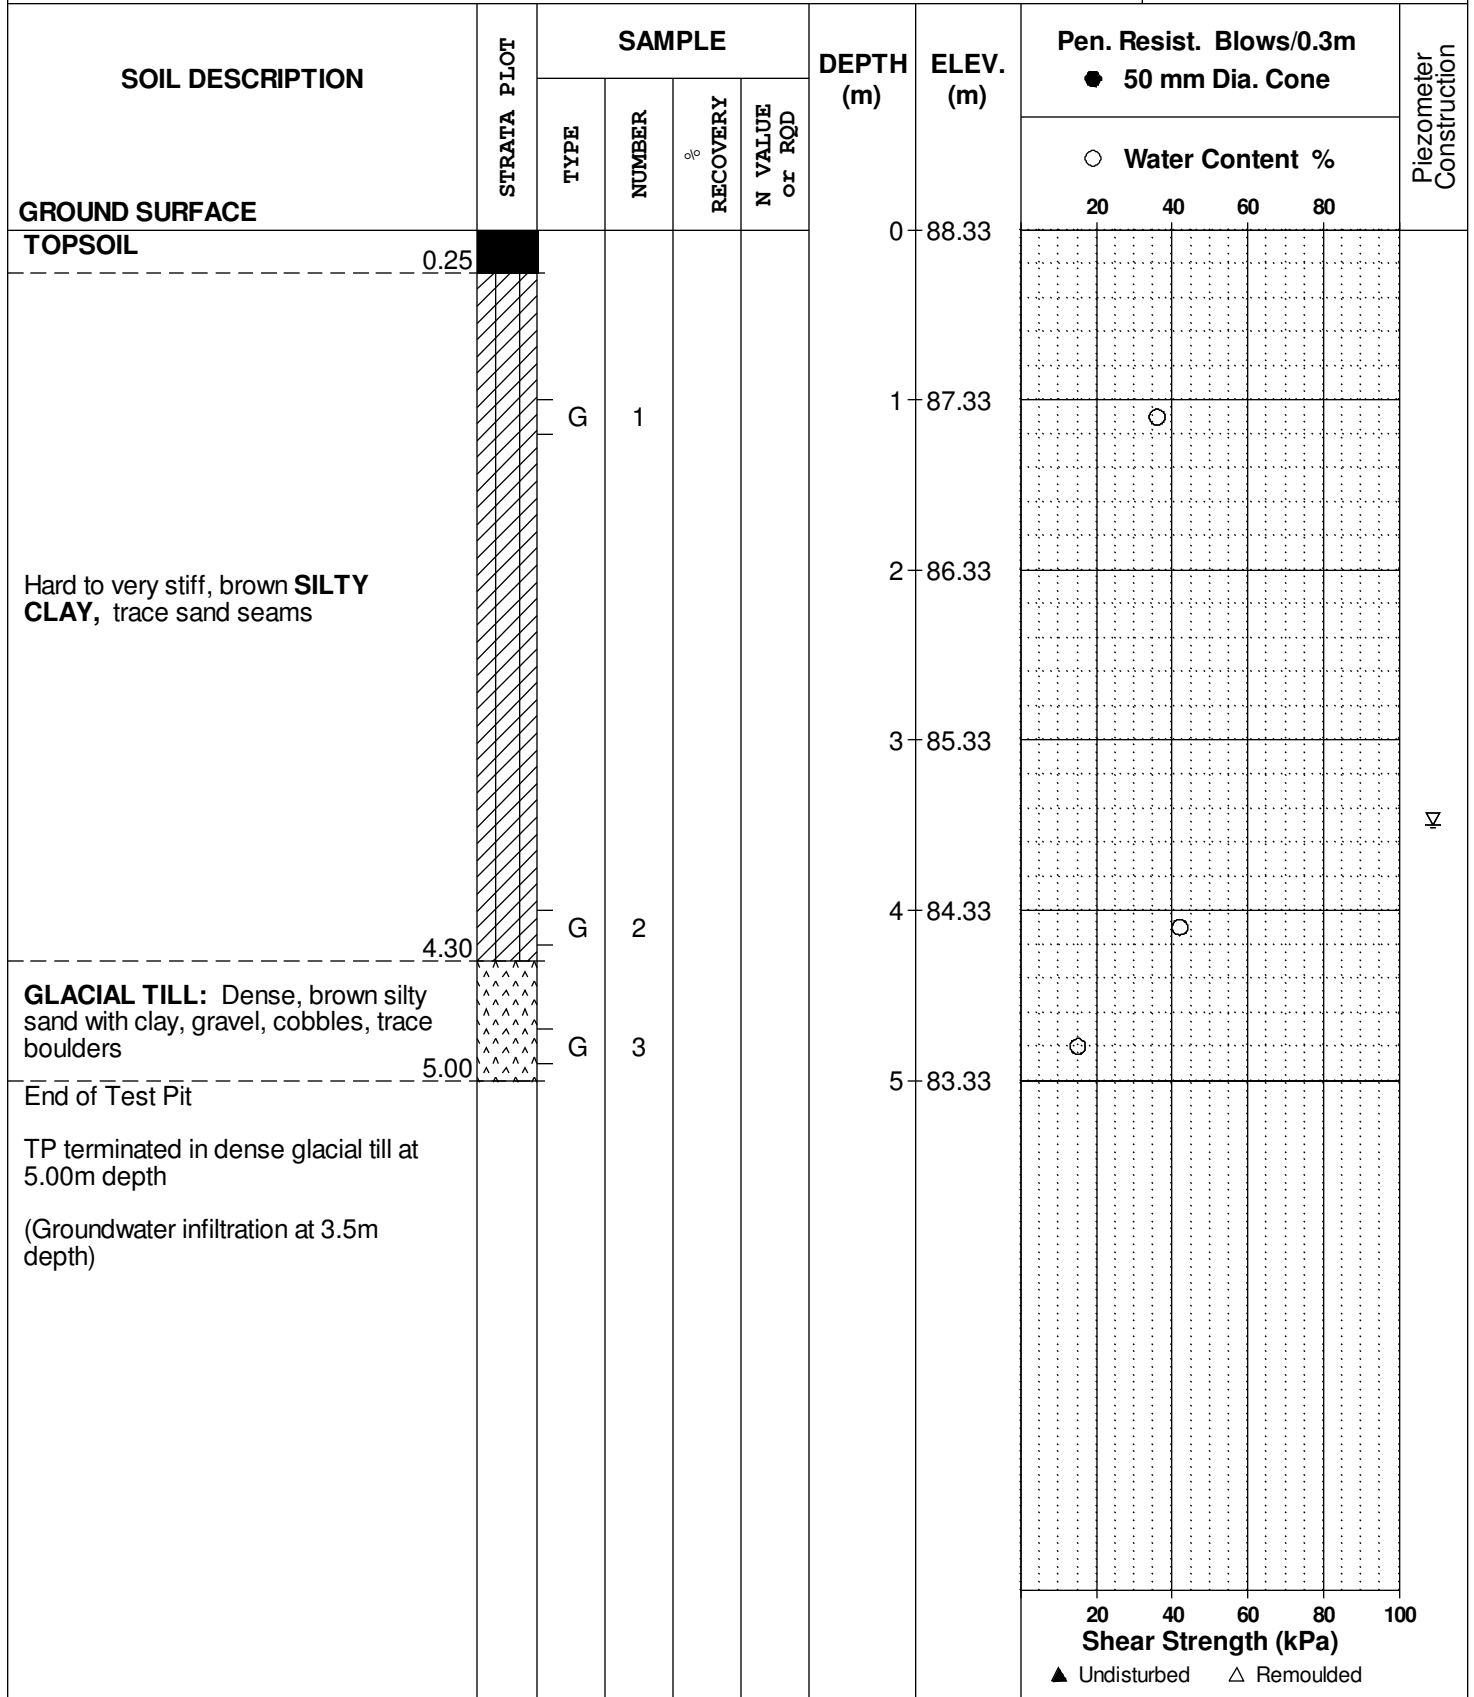 SOIL DESCRIPTION
GROUND SURFACE
STRATA PLOT
SAMPLE
TYPE
NUMBER
%
RECOVERY
N VALUE
or RQD
DEPTH
(m)
ELEV.
(m)
Pen. Resist. Blows/0.3m
● 50 mm Dia. Cone
○ Water Content %
20 40 60 80
Piezometer
Construction
TOPSOIL
0.25
0 88.33
G 1
1 87.33
Hard to very stiff, brown SILTY
CLAY, trace sand seams
2 86.33
3 85.33
4 84.33
G 2
4.30
GLACIAL TILL: Dense, brown silty
sand with clay, gravel, cobbles, trace
boulders
G 3
5.00
5 83.33
End of Test Pit
TP terminated in dense glacial till at
5.00m depth
(Groundwater infiltration at 3.5m
depth)
20 40 60 80 100
Shear Strength (kPa)
▲ Undisturbed △ Remoulded